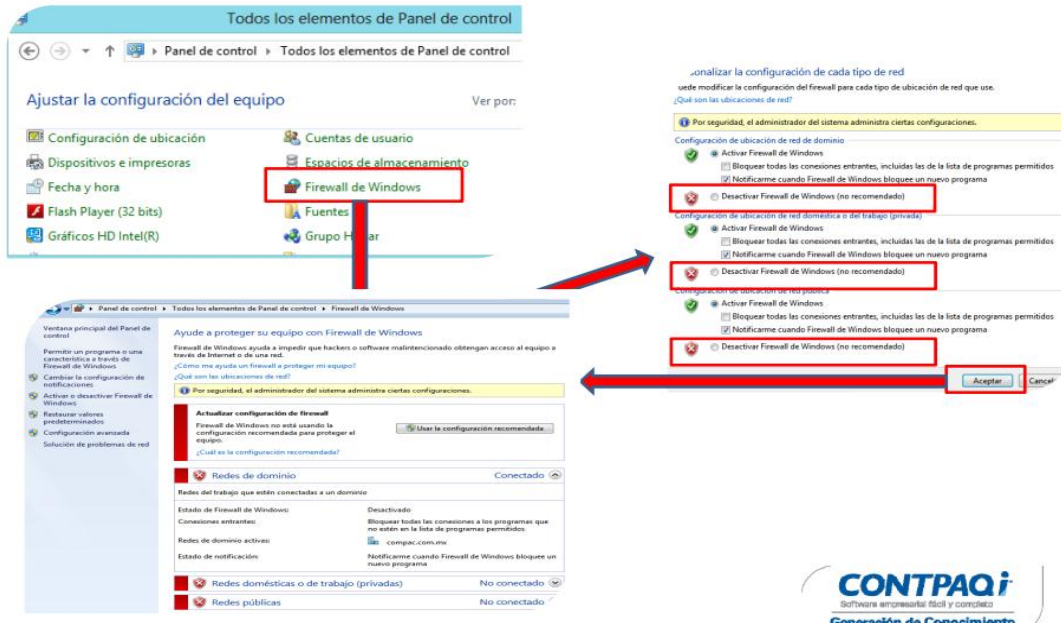 Todos los elementos de Panel de control
Panel de control ▸ Todos los elementos de Panel de control
Ajustar la configuración del equipo
Ver por:
Configuración de ubicación
Cuentas de usuario
Dispositivos e impresoras
Espacios de almacenamiento
Fecha y hora
Firewall de Windows
Flash Player (32 bits)
Fuentes
Gráficos HD Intel(R)
Grupo
onalizar la configuración de cada tipo de red
uede modificar la configuración del firewall para cada tipo de ubicación de red que use.
¿Qué son las ubicaciones de red?
Por seguridad, el administrador del sistema administra ciertas configuraciones.
Configuración de ubicación de red de dominio
Activar Firewall de Windows
Bloquear todas las conexiones entrantes, incluidas las de la lista de programas permitidos
Notificarme cuando Firewall de Windows bloquee un nuevo programa
Desactivar Firewall de Windows (no recomendado)
Configuración de ubicación de red doméstica o del trabajo (privada)
Activar Firewall de Windows
Bloquear todas las conexiones entrantes, incluidas las de la lista de programas permitidos
Notificarme cuando Firewall de Windows bloquee un nuevo programa
Desactivar Firewall de Windows (no recomendado)
Configuración de ubicación de red pública
Activar Firewall de Windows
Bloquear todas las conexiones entrantes, incluidas las de la lista de programas permitidos
Notificarme cuando Firewall de Windows bloquee un nuevo programa
Desactivar Firewall de Windows (no recomendado)
Aceptar
Cancel
Panel de control ▸ Todos los elementos de Panel de control ▸ Firewall de Windows
Ventana principal del Panel de
control
Permitir un programa o una
característica a través de
Firewall de Windows
Cambiar la configuración de
notificaciones
Activar o desactivar Firewall de
Windows
Restaurar valores
predeterminados
Configuración avanzada
Solución de problemas de red
Ayude a proteger su equipo con Firewall de Windows
Firewall de Windows ayuda a impedir que hackers o software malintencionado obtengan acceso al equipo a
través de Internet o de una red.
¿Cómo me ayuda un firewall a proteger mi equipo?
¿Qué son las ubicaciones de red?
Por seguridad, el administrador del sistema administra ciertas configuraciones.
Actualizar configuración de firewall
Firewall de Windows no está usando la
configuración recomendada para proteger el
equipo.
Usar la configuración recomendada
¿Cuál es la configuración recomendada?
Redes de dominio
Conectado
Redes del trabajo que estén conectadas a un dominio
Estado de Firewall de Windows:
Desactivado
Conexiones entrantes:
Bloquear todas las conexiones a los programas que
no estén en la lista de programas permitidos
Redes de dominio activas:
compac.com.mx
Estado de notificación:
Notificarme cuando Firewall de Windows bloquee un
nuevo programa
Redes domésticas o de trabajo (privadas)
No conectado
Redes públicas
No conectado
CONTPAQ i
Software empresarial fácil y completo
Generación de Conocimiento